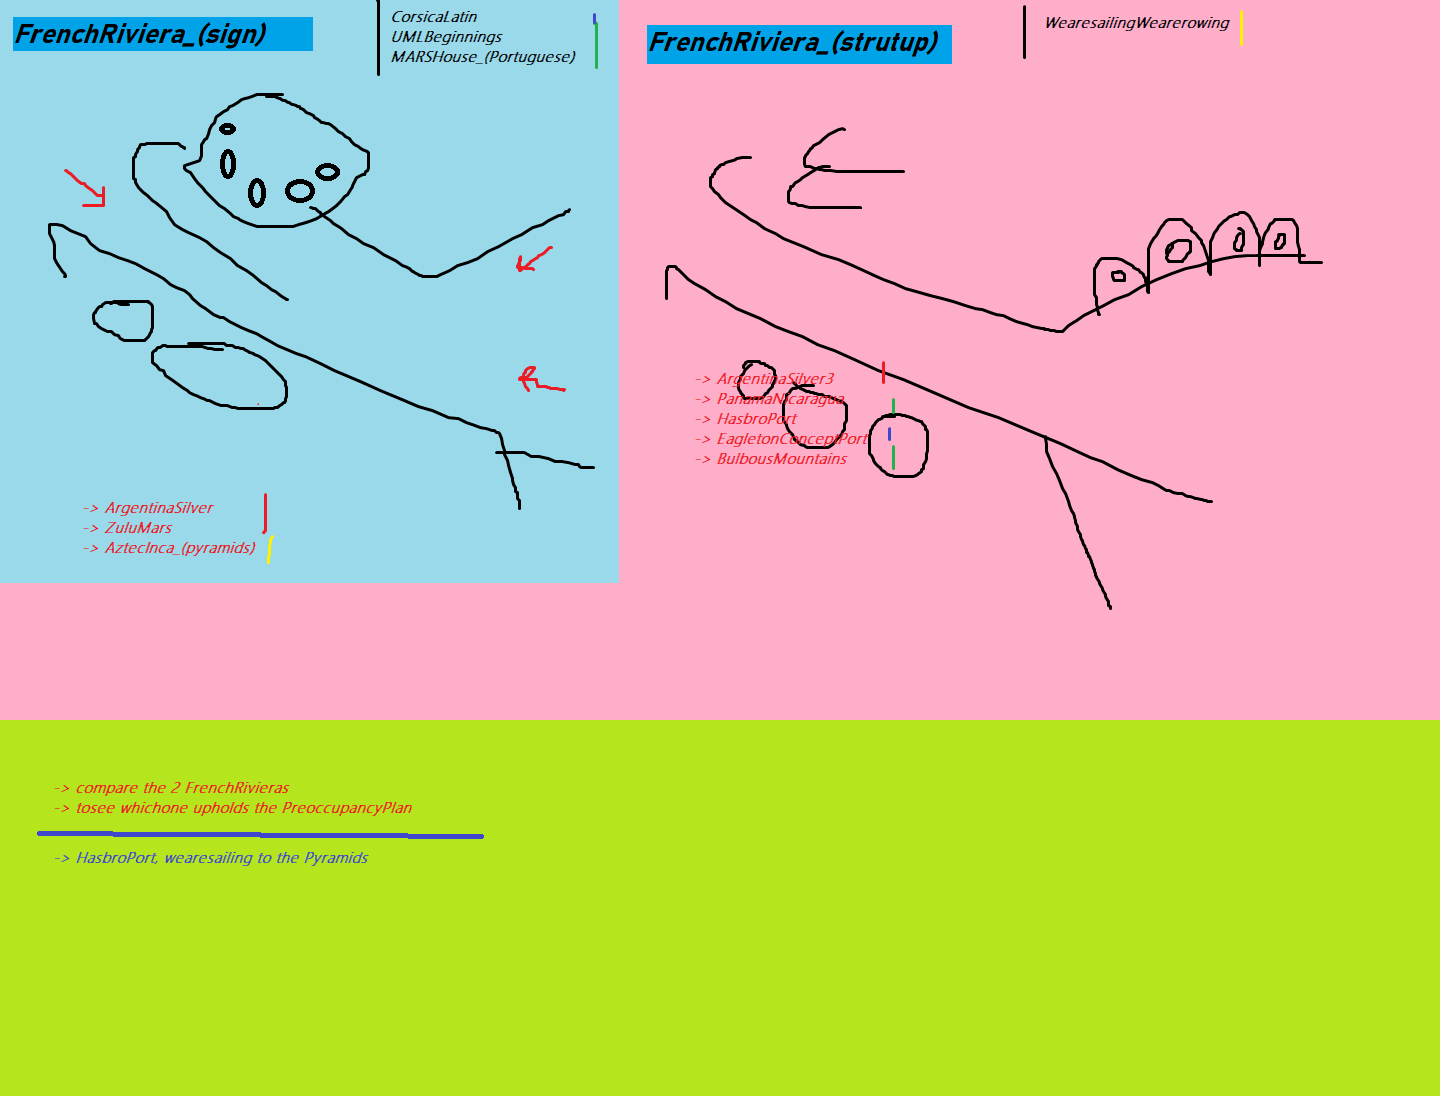 FrenchRiviera_(sign)
CorsicaLatin
UMLBeginnings
MARSHouse_(Portuguese)
-> ArgentinaSilver
-> ZuluMars
-> AztecInca_(pyramids)
FrenchRiviera_(strutup)
WearesailingWearerowing
-> ArgentinaSilver3
-> PanamaNicaragua
-> HasbroPort
-> EagletonConceptPort
-> BulbousMountains
-> compare the 2 FrenchRivieras
-> tosee whichone upholds the PreoccupancyPlan
-> HasbroPort, wearesailing to the Pyramids